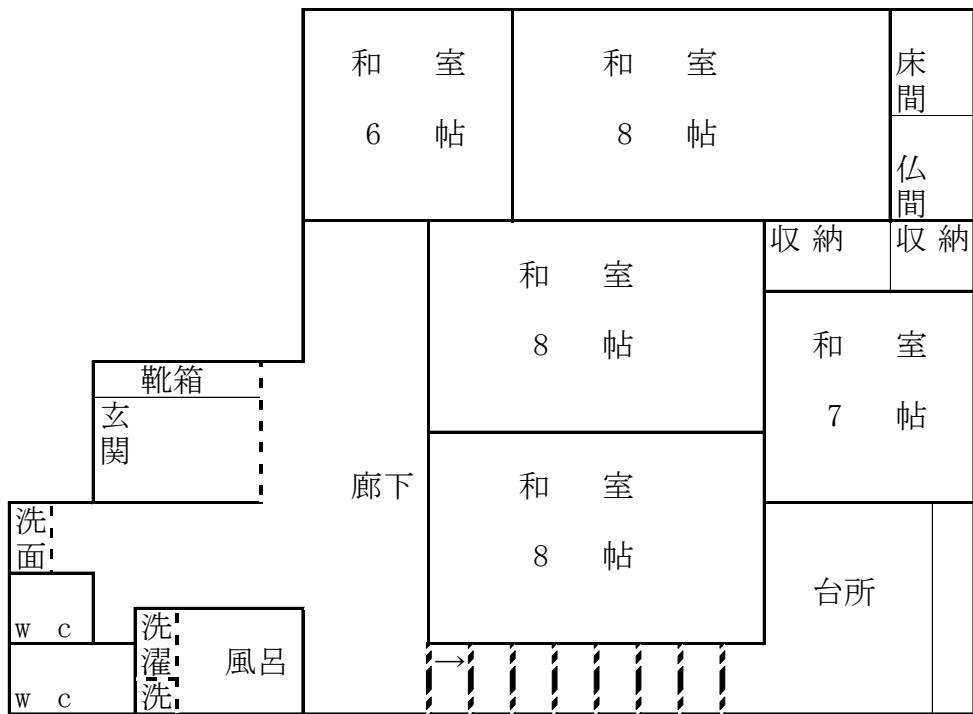 和 室
6 帖
和 室
8 帖
床間
仏間
収納
収納
和 室
8 帖
和 室
7 帖
靴箱
玄関
廊下
和 室
8 帖
洗面
台所
w c
洗濯
風呂
→
w c
洗